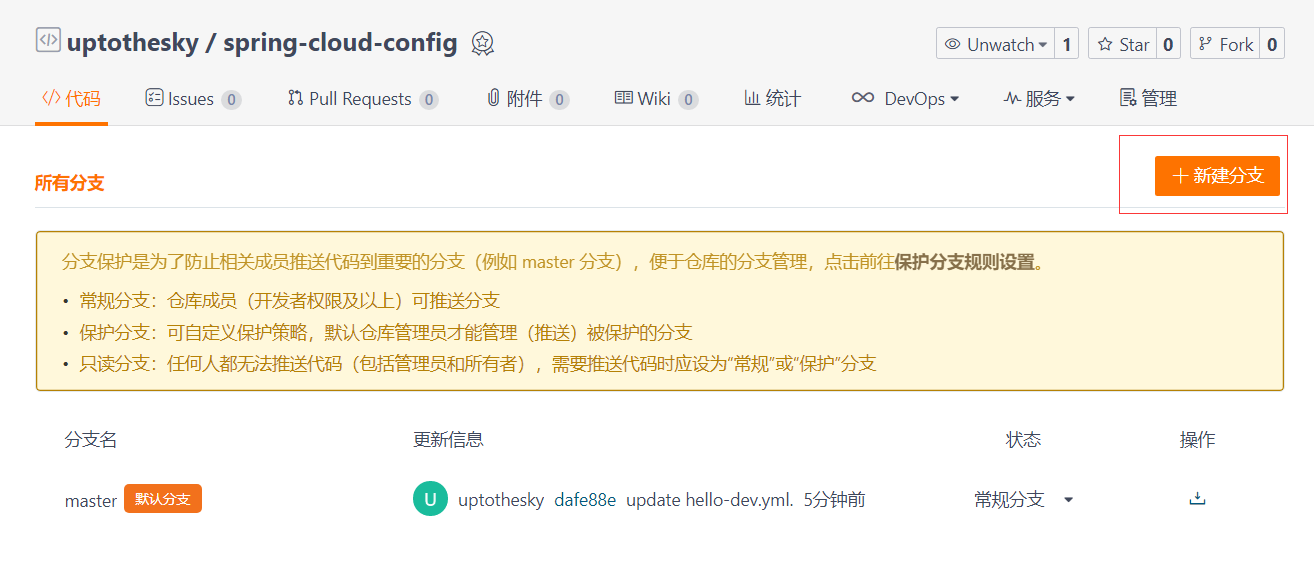 uptothesky / spring-cloud-config
Unwatch 1 Star 0 Fork 0
代码 Issues 0 Pull Requests 0 附件 0 Wiki 0 统计 DevOps 服务 管理
所有分支
新建分支
分支保护是为了防止相关成员推送代码到重要的分支（例如 master 分支），便于仓库的分支管理，点击前往保护分支规则设置。
• 常规分支：仓库成员（开发者权限及以上）可推送分支
• 保护分支：可自定义保护策略，默认仓库管理员才能管理（推送）被保护的分支
• 只读分支：任何人都无法推送代码（包括管理员和所有者），需要推送代码时应设为“常规”或“保护”分支
分支名 更新信息 状态 操作
master 默认分支 U uptothesky dafe88e update hello-dev.yml. 5分钟前 常规分支